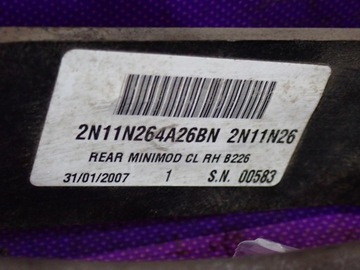 2N11N264A26BN 2N11N26
REAR MINIMOD CL RH B226
31/01/2007 1 S.N. 00583